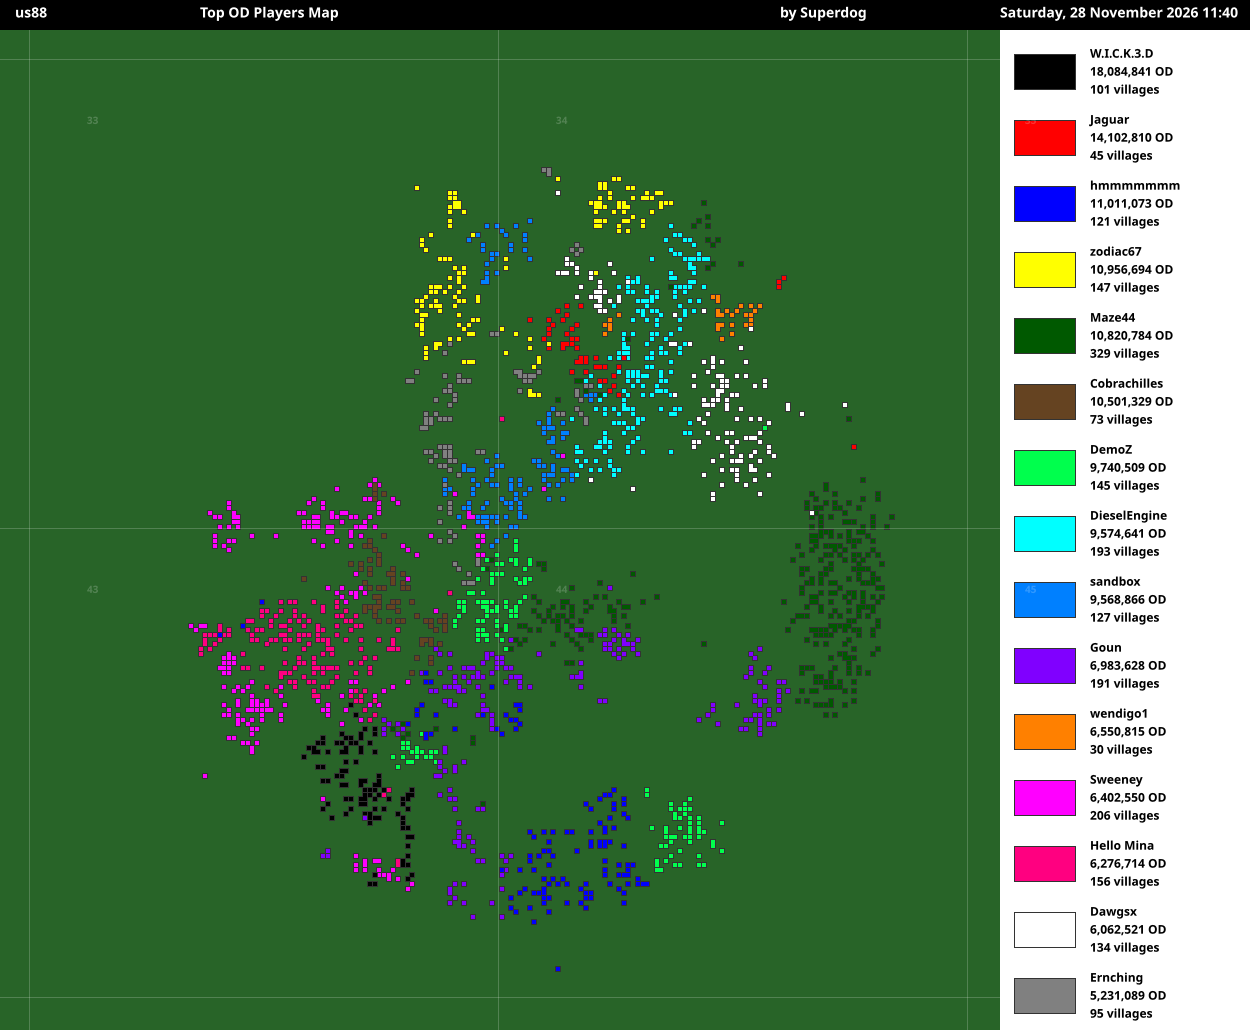 us88 Top OD Players Map by Superdog Saturday, 28 November 2026 11:40
33 34 35
43 44 45
W.I.C.K.3.D
18,084,841 OD
101 villages
Jaguar
14,102,810 OD
45 villages
hmmmmmmm
11,011,073 OD
121 villages
zodiac67
10,956,694 OD
147 villages
Maze44
10,820,784 OD
329 villages
Cobrachilles
10,501,329 OD
73 villages
DemoZ
9,740,509 OD
145 villages
DieselEngine
9,574,641 OD
193 villages
sandbox
9,568,866 OD
127 villages
Goun
6,983,628 OD
191 villages
wendigo1
6,550,815 OD
30 villages
Sweeney
6,402,550 OD
206 villages
Hello Mina
6,276,714 OD
156 villages
Dawgsx
6,062,521 OD
134 villages
Ernching
5,231,089 OD
95 villages